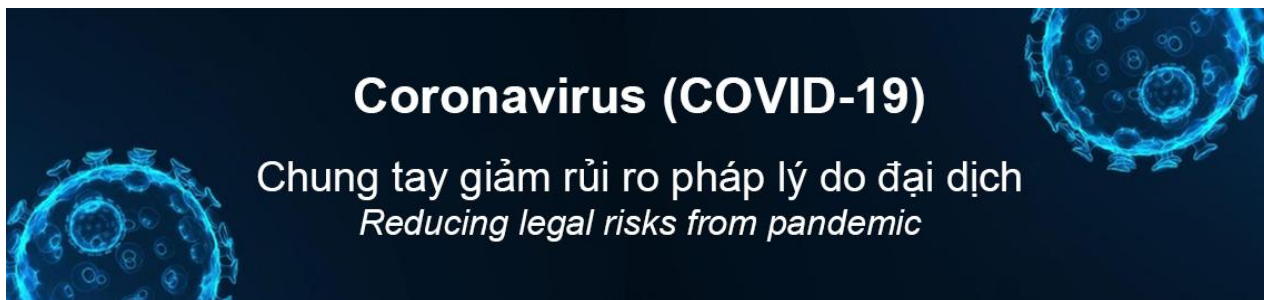 Coronavirus (COVID-19)
Chung tay giảm rủi ro pháp lý do đại dịch
Reducing legal risks from pandemic